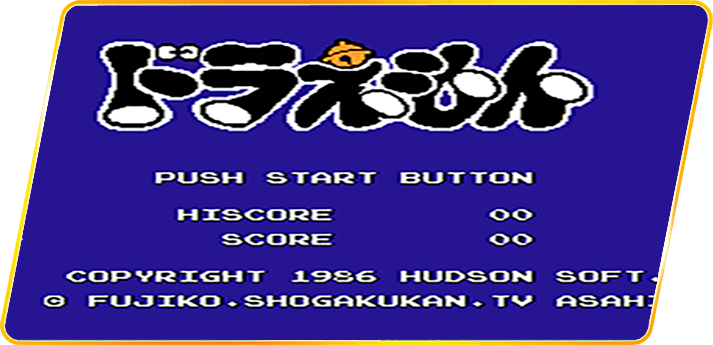 ドラえもん
PUSH START BUTTON
HISCORE 00
SCORE 00
COPYRIGHT 1986 HUDSON SOFT.
© FUJIKO.SHOGAKUKAN.TV ASAHI